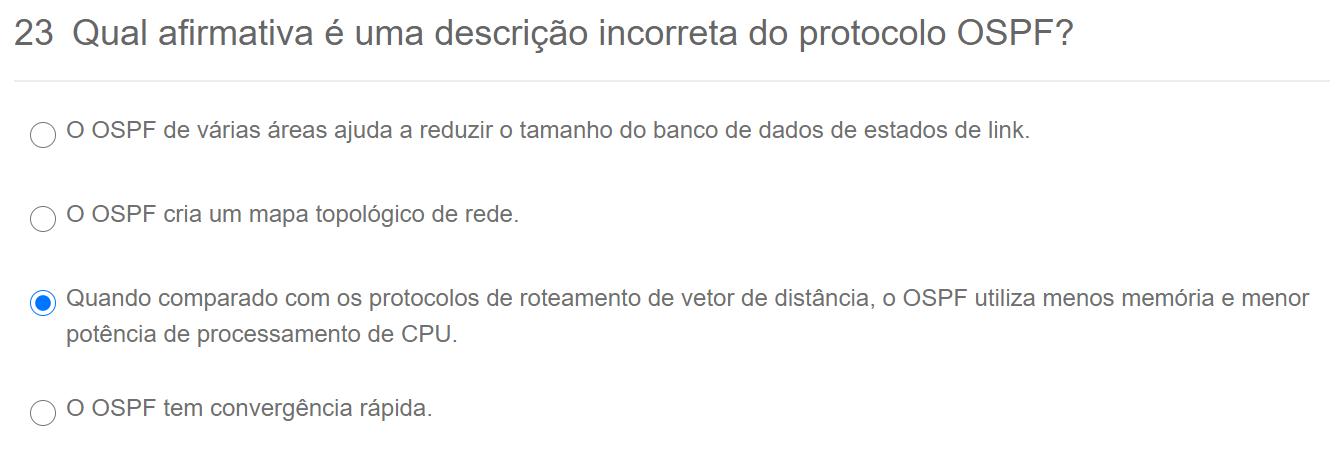 23 Qual afirmativa é uma descrição incorreta do protocolo OSPF?
O OSPF de várias áreas ajuda a reduzir o tamanho do banco de dados de estados de link.
O OSPF cria um mapa topológico de rede.
Quando comparado com os protocolos de roteamento de vetor de distância, o OSPF utiliza menos memória e menor
potência de processamento de CPU.
O OSPF tem convergência rápida.